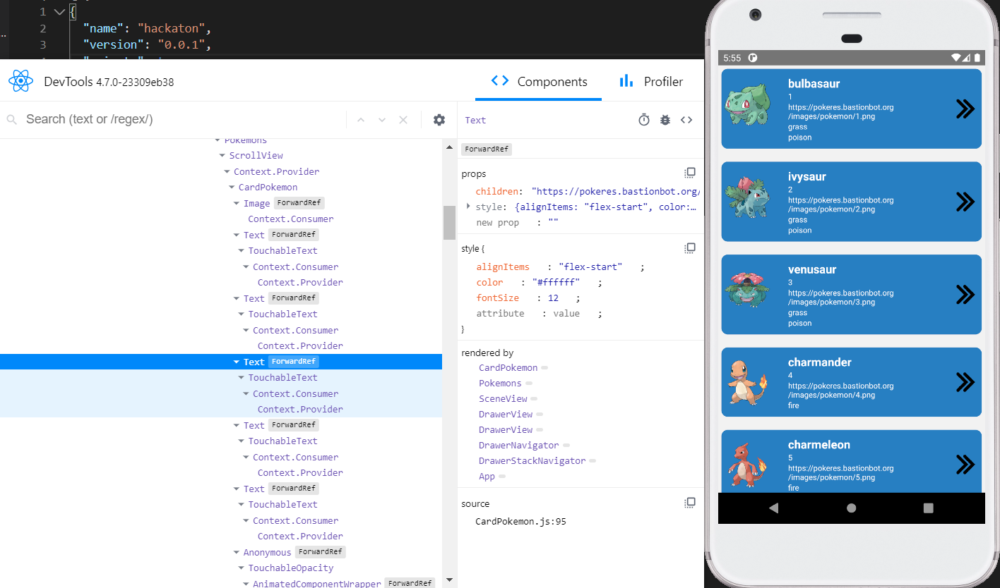 1 {
2 "name": "hackaton",
3 "version": "0.0.1",
DevTools 4.7.0-23309eb38
Components
Profiler
Search (text or /regex/)
Pokemons
ScrollView
Context.Provider
CardPokemon
Image ForwardRef
Context.Consumer
Text ForwardRef
TouchableText
Context.Consumer
Context.Provider
Text ForwardRef
TouchableText
Context.Consumer
Context.Provider
Text ForwardRef
TouchableText
Context.Consumer
Context.Provider
Text ForwardRef
TouchableText
Context.Consumer
Context.Provider
Text ForwardRef
TouchableText
Context.Consumer
Context.Provider
Anonymous ForwardRef
TouchableOpacity
AnimatedComponentWrapper ForwardRef
Text
ForwardRef
props
children: "https://pokeres.bastionbot.org/
style: {alignItems: "flex-start", color:…
new prop : ""
style {
alignItems : "flex-start" ;
color : "#ffffff" ;
fontSize : 12 ;
attribute : value ;
}
rendered by
CardPokemon
Pokemons
SceneView
DrawerView
DrawerView
DrawerNavigator
DrawerStackNavigator
App
source
CardPokemon.js:95
5:55
bulbasaur
1
https://pokeres.bastionbot.org
/images/pokemon/1.png
grass
poison
ivysaur
2
https://pokeres.bastionbot.org
/images/pokemon/2.png
grass
poison
venusaur
3
https://pokeres.bastionbot.org
/images/pokemon/3.png
grass
poison
charmander
4
https://pokeres.bastionbot.org
/images/pokemon/4.png
fire
charmeleon
5
https://pokeres.bastionbot.org
/images/pokemon/5.png
fire